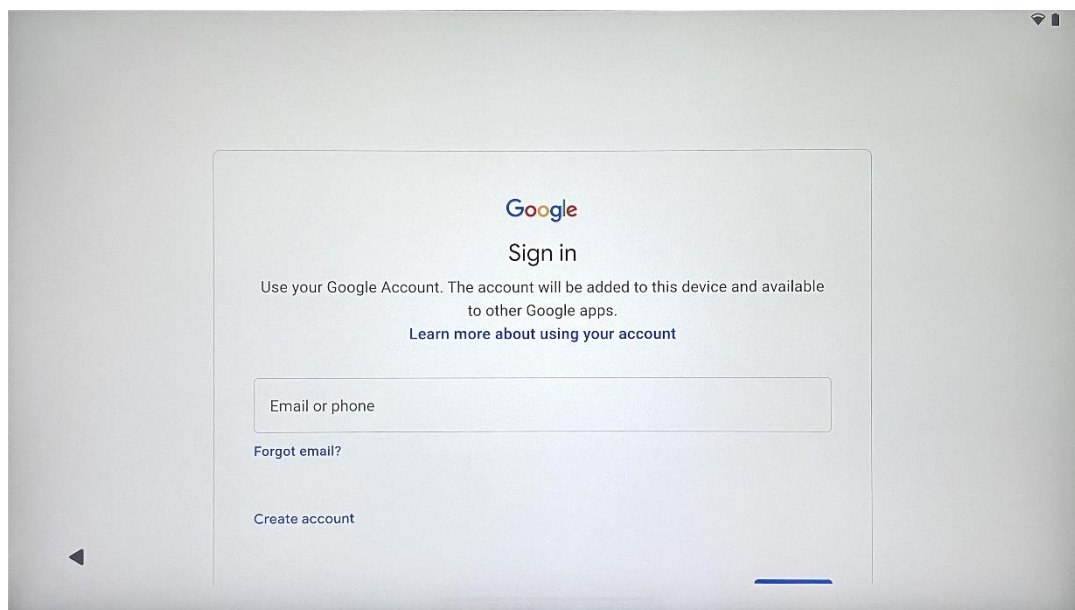 Google
Sign in
Use your Google Account. The account will be added to this device and available
to other Google apps.
Learn more about using your account
Email or phone
Forgot email?
Create account